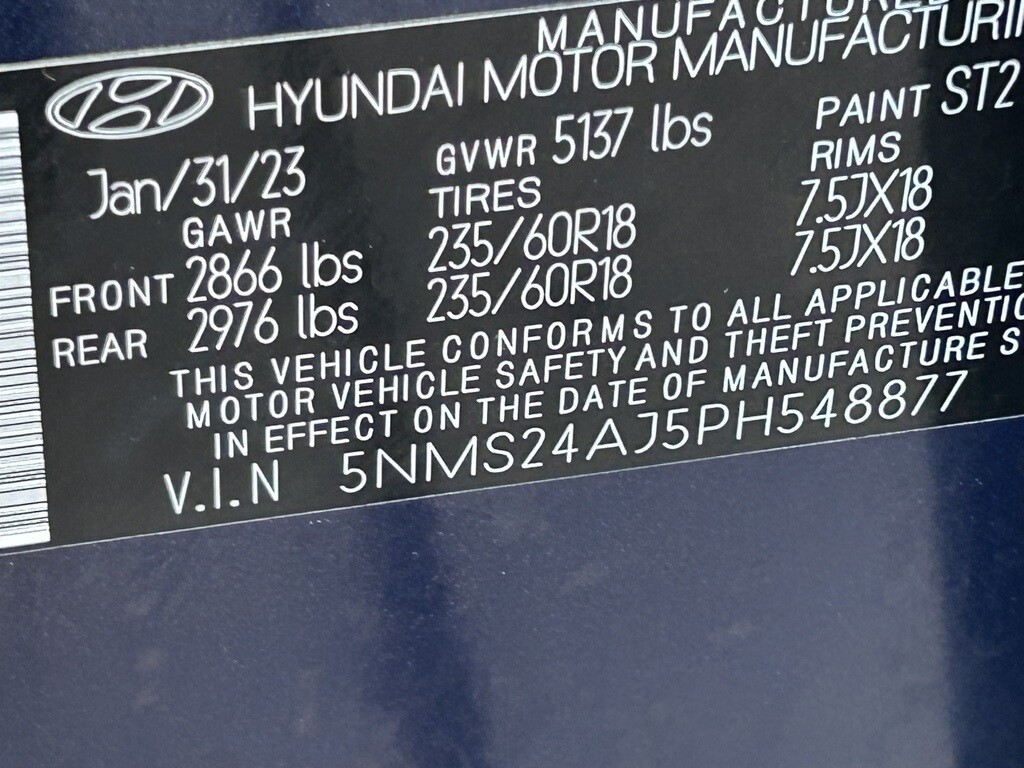 MANUFACTURED
HYUNDAI MOTOR MANUFACTURI
Jan/31/23 GVWR 5137 lbs PAINT ST2
GAWR TIRES RIMS
FRONT 2866 lbs 235/60R18 7.5JX18
REAR 2976 lbs 235/60R18 7.5JX18
THIS VEHICLE CONFORMS TO ALL APPLICABLE
MOTOR VEHICLE SAFETY AND THEFT PREVENTIO
IN EFFECT ON THE DATE OF MANUFACTURE S
V.I.N 5NMS24AJ5PH548877